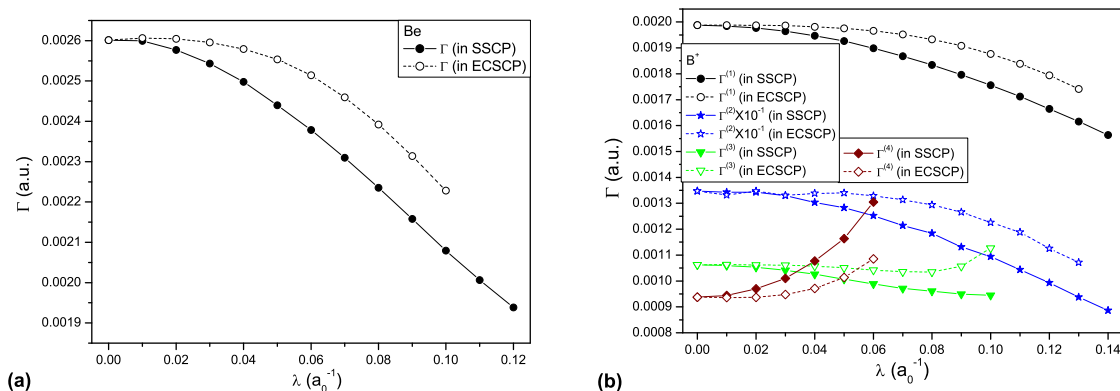 Be
Γ (in SSCP)
Γ (in ECSCP)
0.0026
0.0025
0.0024
0.0023
0.0022
0.0021
0.0020
0.0019
Γ (a.u.)
0.00 0.02 0.04 0.06 0.08 0.10 0.12
λ (a₀⁻¹)
(a)
B⁺
Γ⁽¹⁾ (in SSCP)
Γ⁽¹⁾ (in ECSCP)
Γ⁽²⁾X10⁻¹ (in SSCP)
Γ⁽²⁾X10⁻¹ (in ECSCP)
Γ⁽³⁾ (in SSCP)
Γ⁽³⁾ (in ECSCP)
Γ⁽⁴⁾ (in SSCP)
Γ⁽⁴⁾ (in ECSCP)
0.0020
0.0019
0.0017
0.0016
0.0015
0.0014
0.0013
0.0011
0.0010
0.0009
0.0008
Γ (a.u.)
0.00 0.02 0.04 0.06 0.08 0.10 0.12 0.14
λ (a₀⁻¹)
(b)